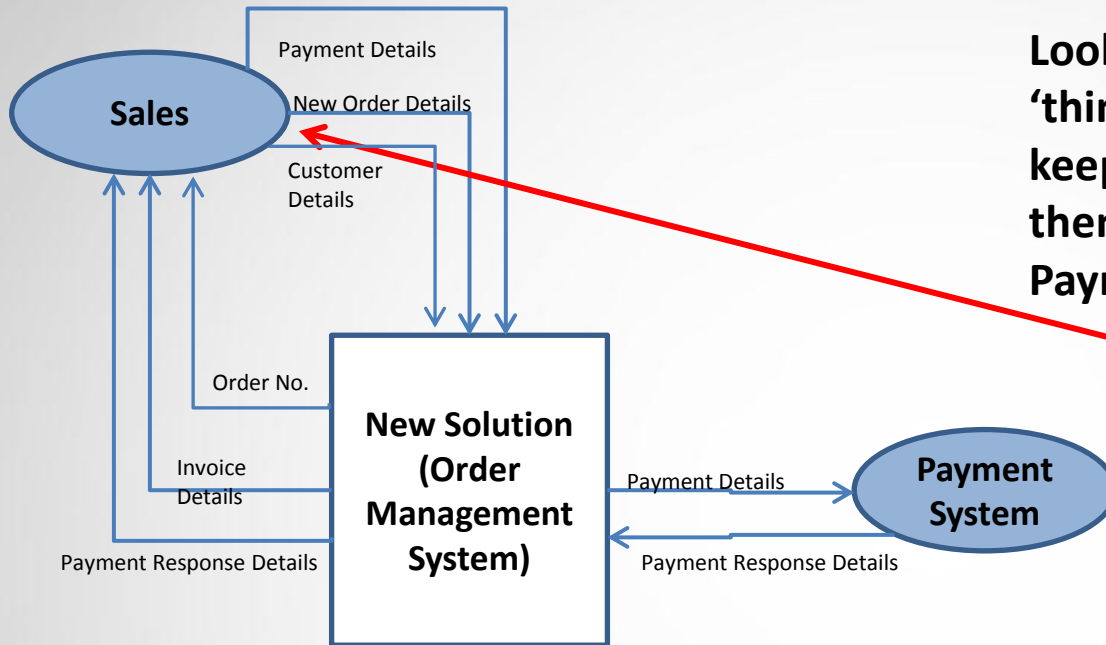 Payment Details
Sales
New Order Details
Customer
Details
Order No.
New Solution
(Order
Management
System)
Invoice
Details
Payment Details
Payment
System
Payment Response Details
Payment Response Details